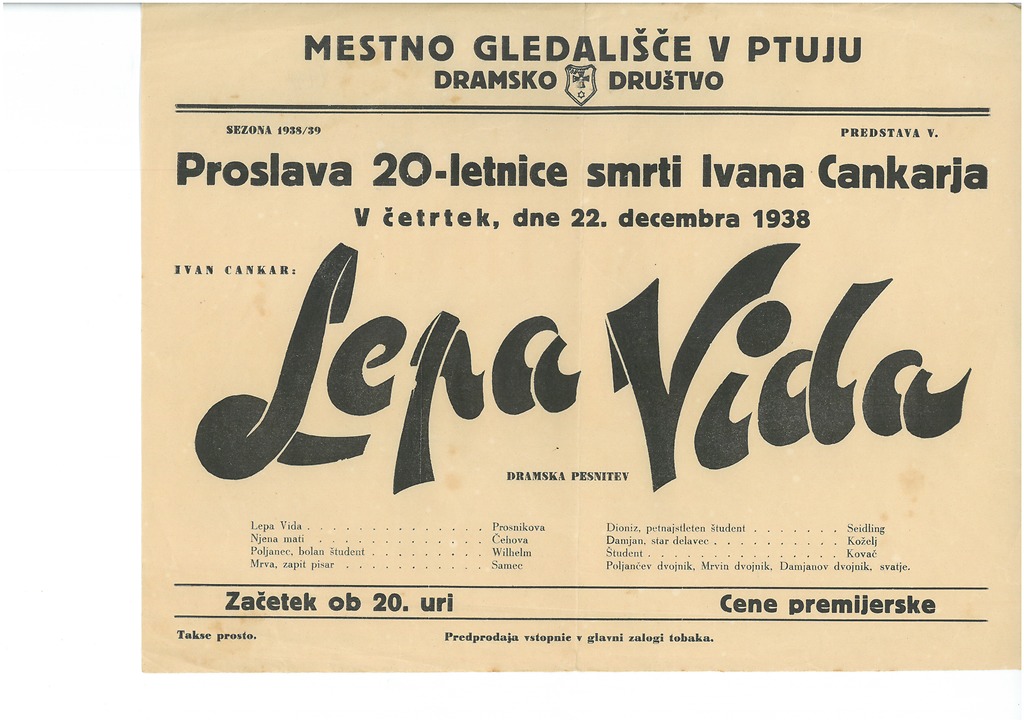 MESTNO GLEDALIŠČE V PTUJU
DRAMSKO DRUŠTVO
SEZONA 1938/39
PREDSTAVA V.
Proslava 20-letnice smrti Ivana Cankarja
V četrtek, dne 22. decembra 1938
IVAN CANKAR:
Lepa Vida
DRAMSKA PESNITEV
Lepa Vida . . . . . . . . . . . . . . Prosnikova
Njena mati . . . . . . . . . . . . . . Čehova
Poljanec, bolan študent . . . . . . . . . Wilhelm
Mrva, zapit pisar . . . . . . . . . . . Samec
Dioniz, petnajstleten študent . . . . . . . Seidling
Damjan, star delavec . . . . . . . . . . Koželj
Študent . . . . . . . . . . . . . . . Kovač
Poljančev dvojnik, Mrvin dvojnik, Damjanov dvojnik, svatje.
Začetek ob 20. uri
Cene premijerske
Takse prosto.
Predprodaja vstopnic v glavni zalogi tobaka.